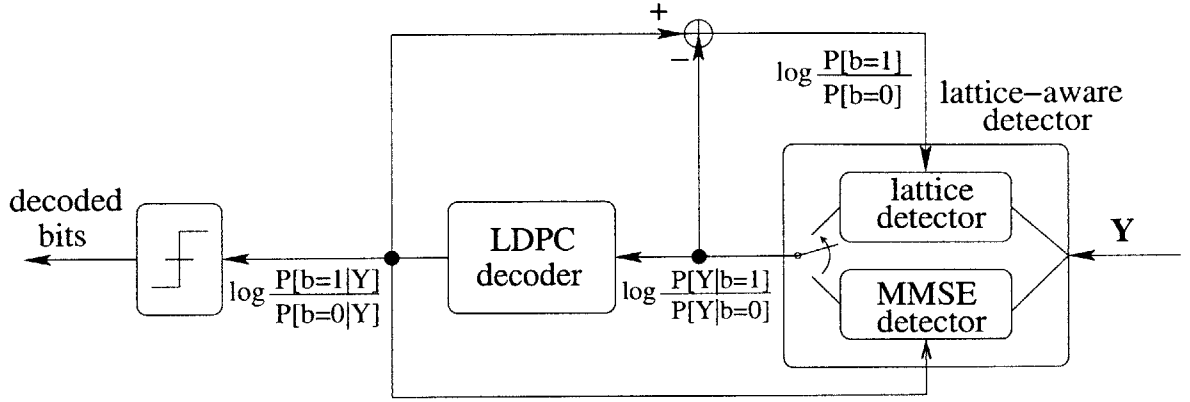 +
−
log P[b=1]
P[b=0]
lattice−aware
detector
lattice
detector
Y
MMSE
detector
log P[Y|b=1]
P[Y|b=0]
LDPC
decoder
log P[b=1|Y]
P[b=0|Y]
decoded
bits